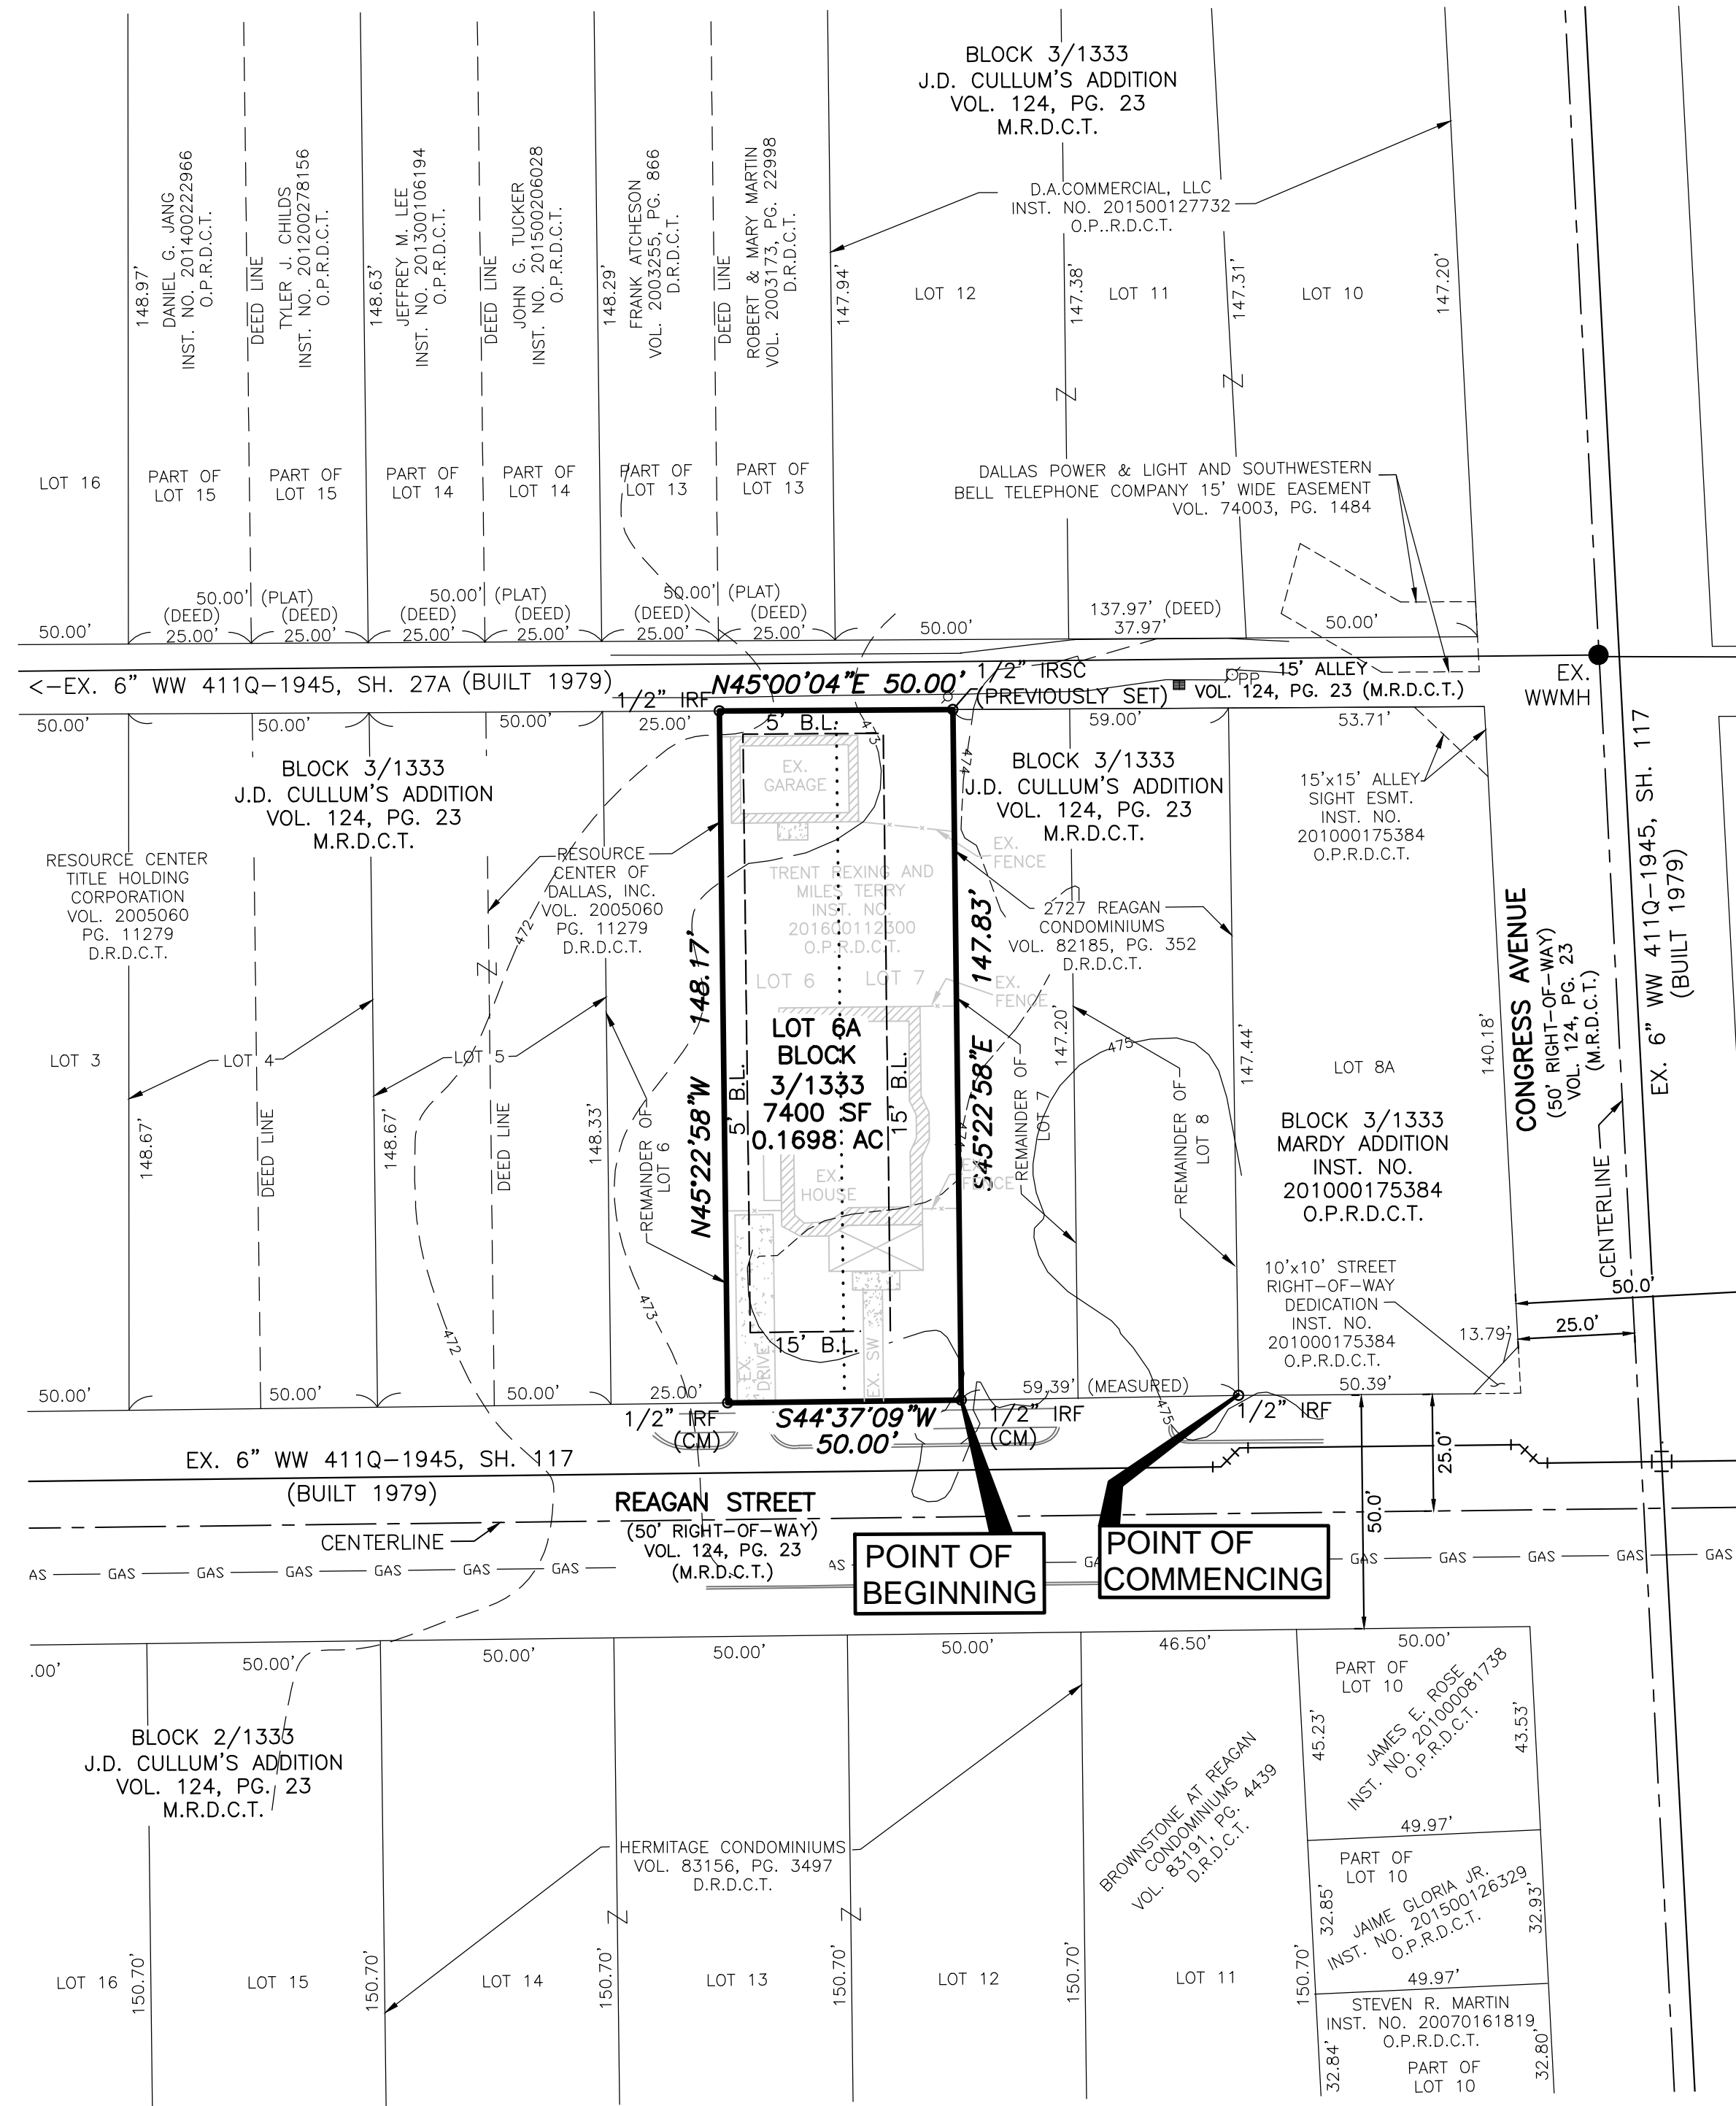 BLOCK 3/1333
J.D. CULLUM'S ADDITION
VOL. 124, PG. 23
M.R.D.C.T.
D.A.COMMERCIAL, LLC
INST. NO. 201500127732
O.P..R.D.C.T.
148.97'
DANIEL G. JANG
INST. NO. 201400222966
O.P.R.D.C.T.
DEED LINE
TYLER J. CHILDS
INST. NO. 201200278156
O.P.R.D.C.T.
148.63'
JEFFREY M. LEE
INST. NO. 201300106194
O.P.R.D.C.T.
DEED LINE
JOHN G. TUCKER
INST. NO. 201500206028
O.P.R.D.C.T.
148.29'
FRANK ATCHESON
VOL. 2003255, PG. 866
D.R.D.C.T.
DEED LINE
ROBERT & MARY MARTIN
VOL. 2003173, PG. 22998
D.R.D.C.T.
147.94'
LOT 12
147.38'
LOT 11
147.31'
LOT 10
147.20'
LOT 16
PART OF
LOT 15
PART OF
LOT 15
PART OF
LOT 14
PART OF
LOT 14
PART OF
LOT 13
PART OF
LOT 13
DALLAS POWER & LIGHT AND SOUTHWESTERN
BELL TELEPHONE COMPANY 15' WIDE EASEMENT
VOL. 74003, PG. 1484
50.00' (PLAT)
50.00' (PLAT)
50.00' (PLAT)
(DEED)
(DEED)
(DEED)
(DEED)
(DEED)
(DEED)
137.97' (DEED)
50.00'
25.00'
25.00'
25.00'
25.00'
25.00'
25.00'
50.00'
37.97'
50.00'
<-EX. 6" WW 411Q-1945, SH. 27A (BUILT 1979)
1/2" IRF
N45°00'04"E 50.00'
1/2" IRSC
(PREVIOUSLY SET)
PP
15' ALLEY
VOL. 124, PG. 23 (M.R.D.C.T.)
EX.
WWMH
50.00'
50.00'
50.00'
25.00'
5' B.L.
473
59.00'
53.71'
BLOCK 3/1333
J.D. CULLUM'S ADDITION
VOL. 124, PG. 23
M.R.D.C.T.
EX.
GARAGE
474
BLOCK 3/1333
J.D. CULLUM'S ADDITION
VOL. 124, PG. 23
M.R.D.C.T.
15'x15' ALLEY
SIGHT ESMT.
INST. NO.
201000175384
O.P.R.D.C.T.
EX. 6" WW 411Q-1945, SH. 117
(BUILT 1979)
RESOURCE CENTER
TITLE HOLDING
CORPORATION
VOL. 2005060
PG. 11279
D.R.D.C.T.
RESOURCE
CENTER OF
DALLAS, INC.
VOL. 2005060
PG. 11279
D.R.D.C.T.
472
EX.
FENCE
TRENT REXING AND
MILES TERRY
INST. NO.
201600112300
O.P.R.D.C.T.
LOT 6
LOT 7
2727 REAGAN
CONDOMINIUMS
VOL. 82185, PG. 352
D.R.D.C.T.
EX.
FENCE
CONGRESS AVENUE
(50' RIGHT-OF-WAY)
VOL. 124, PG. 23
(M.R.D.C.T.)
CENTERLINE
N45°22'58"W 148.17'
S45°22'58"E 147.83'
LOT 6A
BLOCK
3/1333
7400 SF
0.1698 AC
5' B.L.
15' B.L.
LOT 3
LOT 4
LOT 5
148.67'
DEED LINE
148.67'
DEED LINE
148.33'
REMAINDER OF
LOT 6
474
REMAINDER OF
LOT 7
147.20'
475
REMAINDER OF
LOT 8
147.44'
LOT 8A
140.18'
BLOCK 3/1333
MARDY ADDITION
INST. NO.
201000175384
O.P.R.D.C.T.
EX.
HOUSE
EX.
FENCE
473
472
EX.
DRIVE
15' B.L.
EX. SW
10'x10' STREET
RIGHT-OF-WAY
DEDICATION
INST. NO.
201000175384
O.P.R.D.C.T.
50.0'
25.0'
13.79'
50.00'
50.00'
50.00'
25.00'
59.39' (MEASURED)
50.39'
475
1/2" IRF
(CM)
S44°37'09"W
50.00'
1/2" IRF
(CM)
1/2" IRF
EX. 6" WW 411Q-1945, SH. 117
(BUILT 1979)
25.0'
50.0'
REAGAN STREET
(50' RIGHT-OF-WAY)
VOL. 124, PG. 23
(M.R.D.C.T.)
CENTERLINE
POINT OF
BEGINNING
POINT OF
COMMENCING
AS GAS GAS GAS GAS GAS GAS AS GA GAS GAS GAS GAS GAS
.00'
50.00'
50.00'
50.00'
50.00'
46.50'
50.00'
BLOCK 2/1333
J.D. CULLUM'S ADDITION
VOL. 124, PG. 23
M.R.D.C.T.
PART OF
LOT 10
45.23'
JAMES E. ROSE
INST. NO. 201000081738
O.P.R.D.C.T.
43.53'
49.97'
HERMITAGE CONDOMINIUMS
VOL. 83156, PG. 3497
D.R.D.C.T.
BROWNSTONE AT REAGAN
CONDOMINIUMS
VOL. 83191, PG. 4439
D.R.D.C.T.
PART OF
LOT 10
32.85'
JAIME GLORIA JR.
INST. NO. 201500126329
O.P.R.D.C.T.
32.93'
49.97'
LOT 16
150.70'
LOT 15
150.70'
LOT 14
150.70'
LOT 13
150.70'
LOT 12
150.70'
LOT 11
150.70'
STEVEN R. MARTIN
INST. NO. 20070161819
O.P.R.D.C.T.
32.84'
PART OF
LOT 10
32.80'